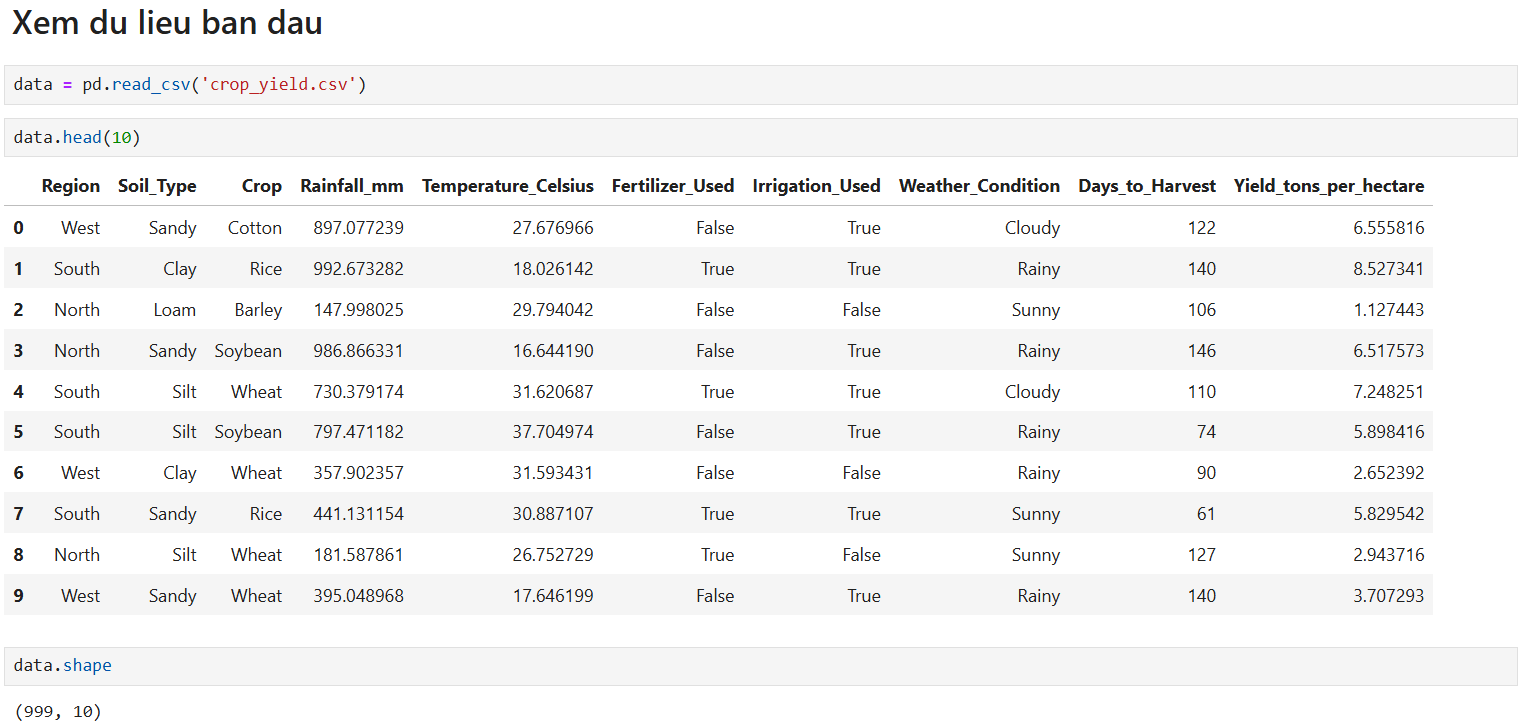 Xem du lieu ban dau
data = pd.read_csv('crop_yield.csv')
data.head(10)
Region Soil_Type Crop Rainfall_mm Temperature_Celsius Fertilizer_Used Irrigation_Used Weather_Condition Days_to_Harvest Yield_tons_per_hectare
0 West Sandy Cotton 897.077239 27.676966 False True Cloudy 122 6.555816
1 South Clay Rice 992.673282 18.026142 True True Rainy 140 8.527341
2 North Loam Barley 147.998025 29.794042 False False Sunny 106 1.127443
3 North Sandy Soybean 986.866331 16.644190 False True Rainy 146 6.517573
4 South Silt Wheat 730.379174 31.620687 True True Cloudy 110 7.248251
5 South Silt Soybean 797.471182 37.704974 False True Rainy 74 5.898416
6 West Clay Wheat 357.902357 31.593431 False False Rainy 90 2.652392
7 South Sandy Rice 441.131154 30.887107 True True Sunny 61 5.829542
8 North Silt Wheat 181.587861 26.752729 True False Sunny 127 2.943716
9 West Sandy Wheat 395.048968 17.646199 False True Rainy 140 3.707293
data.shape
(999, 10)